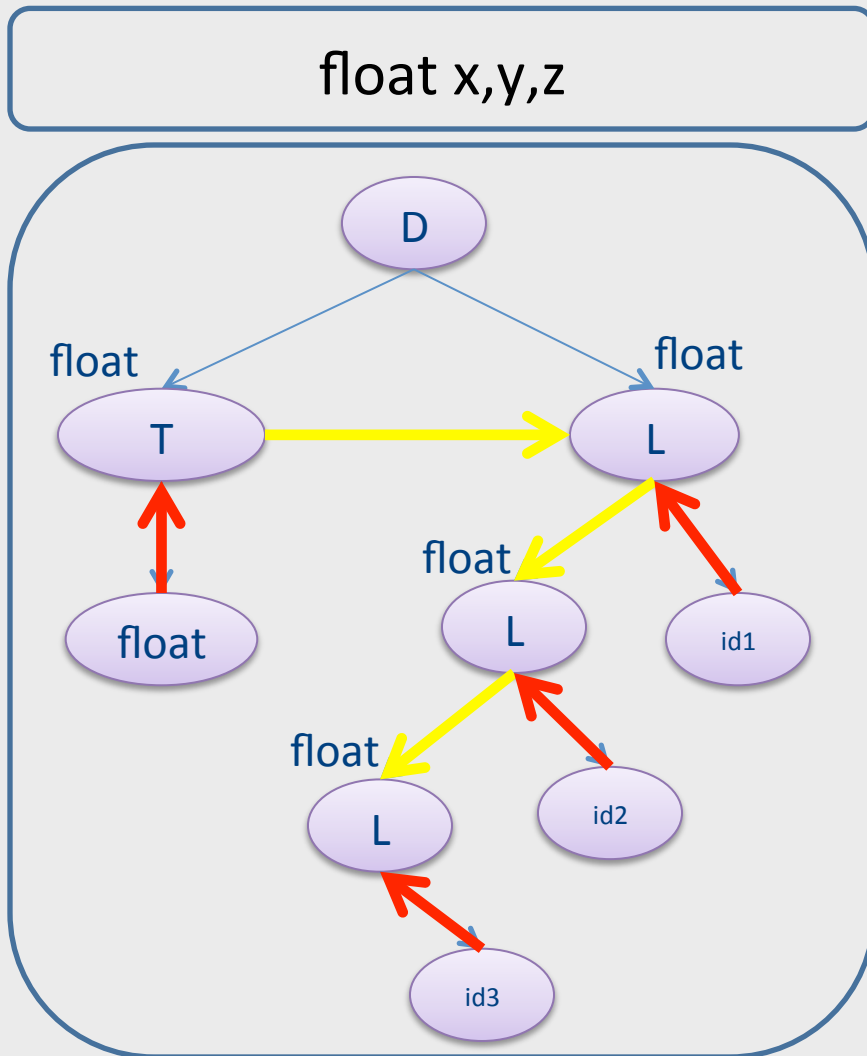 float x,y,z
D
float
float
T
L
float
float
L
id1
float
L
id2
id3